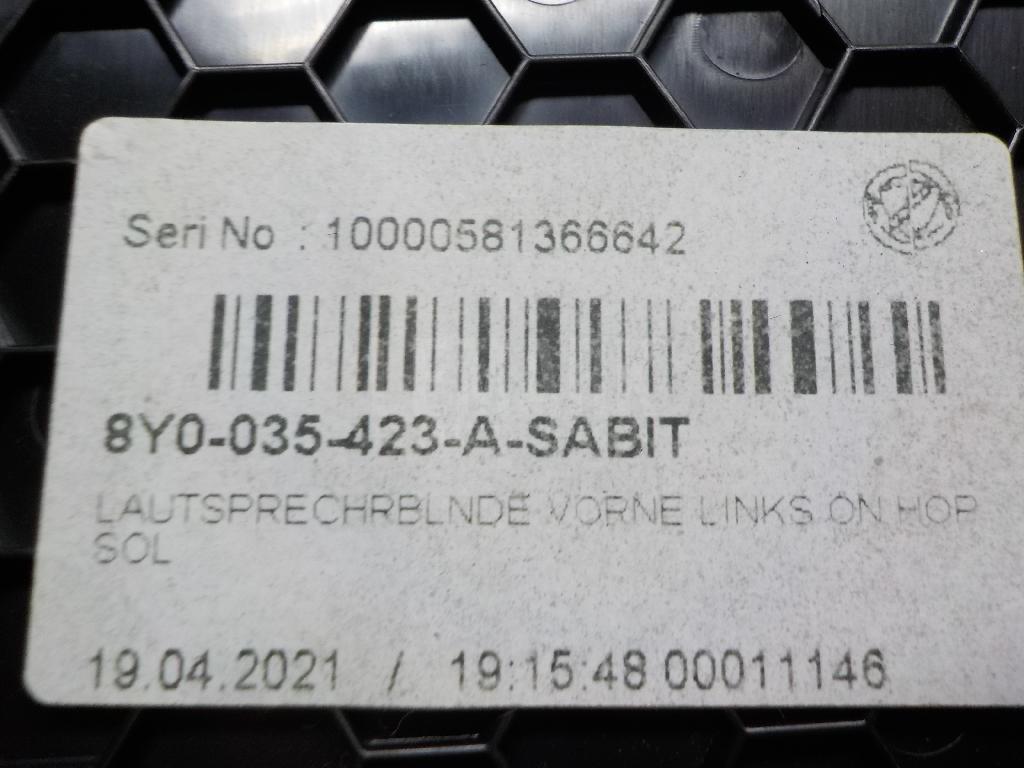 Seri No : 10000581366642
8Y0-035-423-A-SABIT
LAUTSPRECHRBLNDE VORNE LINKS ON HOP
SOL
19.04.2021 / 19:15:48 00011146